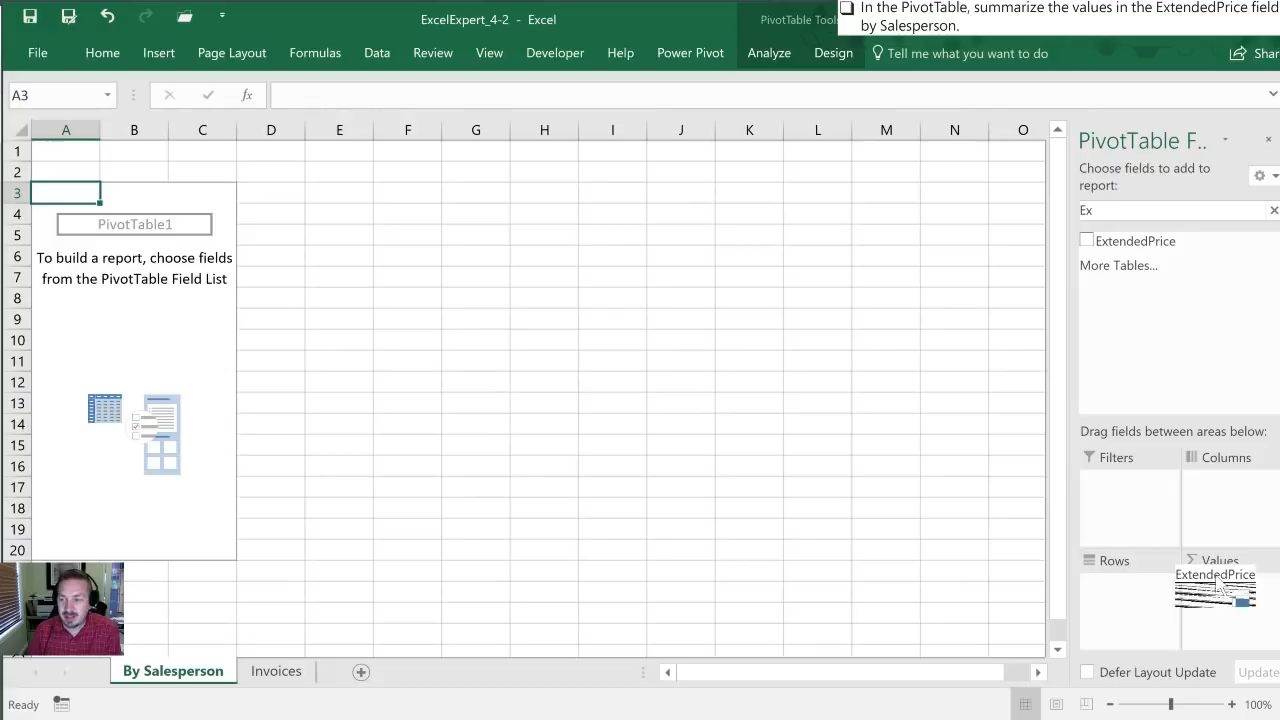 ExcelExpert_4-2 - Excel
PivotTable Tools
In the PivotTable, summarize the values in the ExtendedPrice field
by Salesperson.
File Home Insert Page Layout Formulas Data Review View Developer Help Power Pivot Analyze Design Tell me what you want to do Shar
A3 fx
A B C D E F G H I J K L M N O
1
2
3
4
5
6
7
8
9
10
11
12
13
14
15
16
17
18
19
20
PivotTable1
To build a report, choose fields
from the PivotTable Field List
PivotTable F..
Choose fields to add to
report:
Ex
ExtendedPrice
More Tables...
Drag fields between areas below:
Filters Columns
Rows Σ Values
ExtendedPrice
Defer Layout Update Update
By Salesperson Invoices
Ready
100%